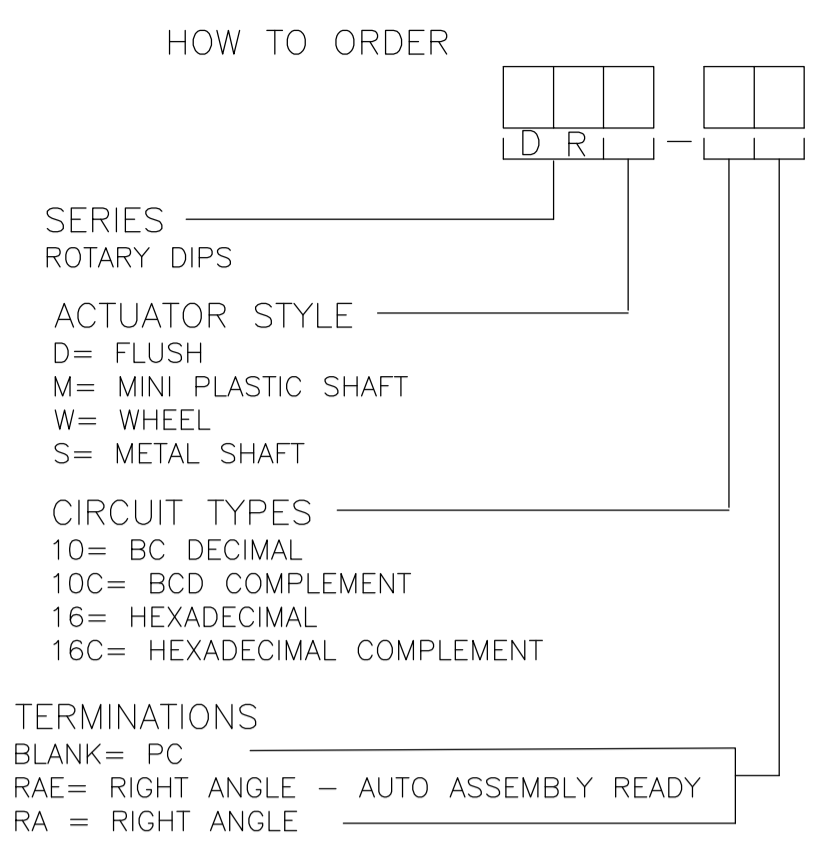 HOW TO ORDER
D R -
SERIES
ROTARY DIPS
ACTUATOR STYLE
D= FLUSH
M= MINI PLASTIC SHAFT
W= WHEEL
S= METAL SHAFT
CIRCUIT TYPES
10= BC DECIMAL
10C= BCD COMPLEMENT
16= HEXADECIMAL
16C= HEXADECIMAL COMPLEMENT
TERMINATIONS
BLANK= PC
RAE= RIGHT ANGLE - AUTO ASSEMBLY READY
RA = RIGHT ANGLE